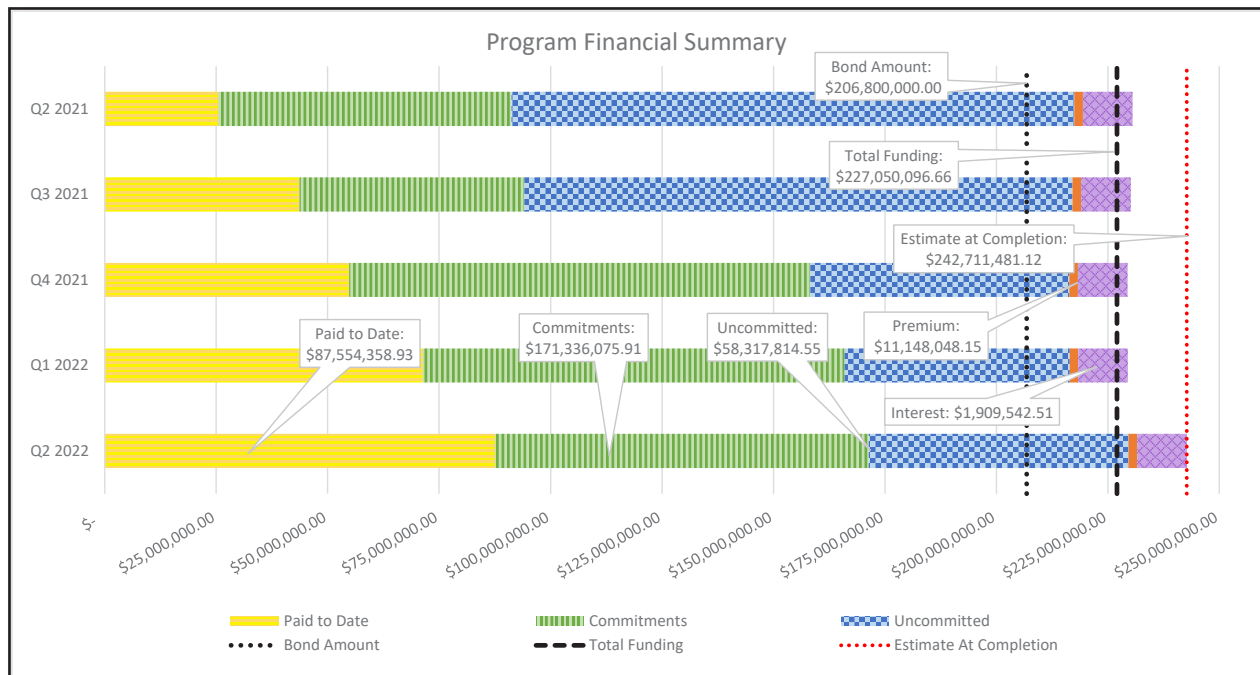 Program Financial Summary
Bond Amount:
$206,800,000.00
Q2 2021
Total Funding:
$227,050,096.66
Q3 2021
Estimate at Completion:
$242,711,481.12
Q4 2021
Paid to Date:
$87,554,358.93
Commitments:
$171,336,075.91
Uncommitted:
$58,317,814.55
Premium:
$11,148,048.15
Q1 2022
Interest: $1,909,542.51
Q2 2022
$-
$25,000,000.00
$50,000,000.00
$75,000,000.00
$100,000,000.00
$125,000,000.00
$150,000,000.00
$175,000,000.00
$200,000,000.00
$225,000,000.00
$250,000,000.00
Paid to Date
Commitments
Uncommitted
Bond Amount
Total Funding
Estimate At Completion